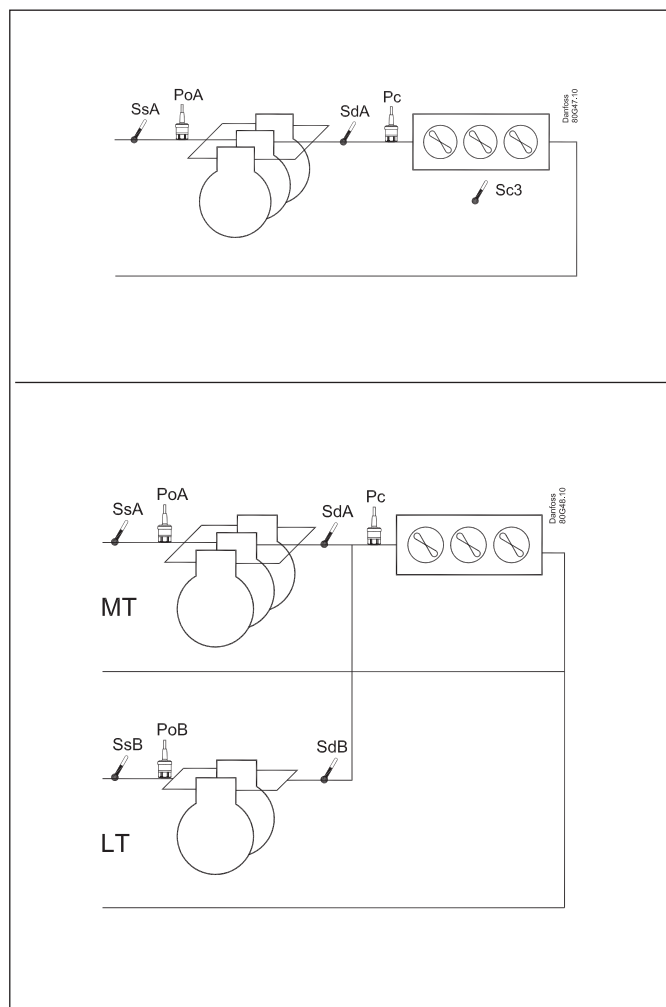 SsA
PoA
SdA
Pc
Danfoss
80G47.10
Sc3
SsA
PoA
SdA
Pc
Danfoss
80G48.10
MT
SsB
PoB
SdB
LT